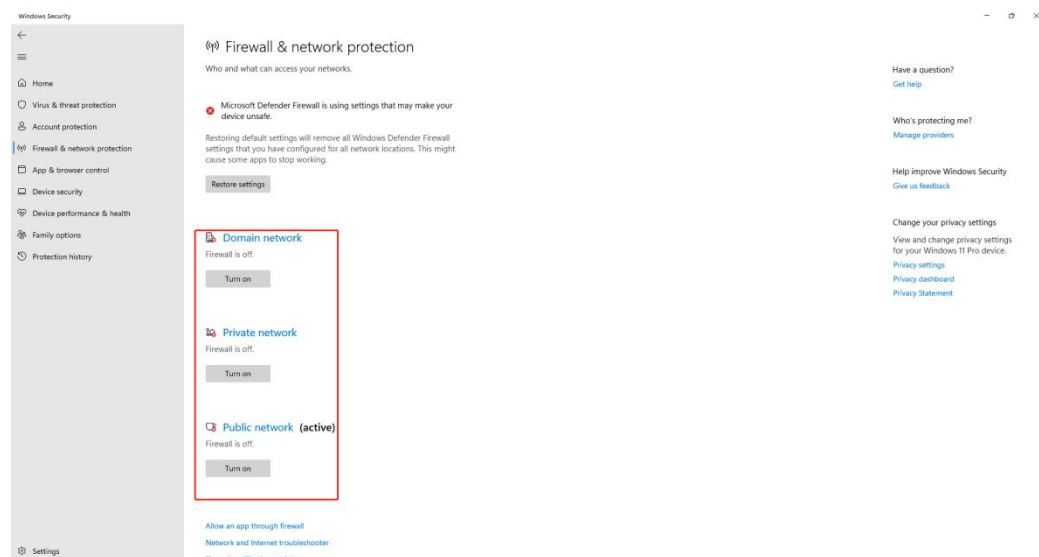 Windows Security
Home
Virus & threat protection
Account protection
Firewall & network protection
App & browser control
Device security
Device performance & health
Family options
Protection history
Settings
Firewall & network protection
Who and what can access your networks.
Microsoft Defender Firewall is using settings that may make your
device unsafe.
Restoring default settings will remove all Windows Defender Firewall
settings that you have configured for all network locations. This might
cause some apps to stop working.
Restore settings
Domain network
Firewall is off.
Turn on
Private network
Firewall is off.
Turn on
Public network (active)
Firewall is off.
Turn on
Allow an app through firewall
Network and Internet troubleshooter
Have a question?
Get help
Who's protecting me?
Manage providers
Help improve Windows Security
Give us feedback
Change your privacy settings
View and change privacy settings
for your Windows 11 Pro device.
Privacy settings
Privacy dashboard
Privacy Statement